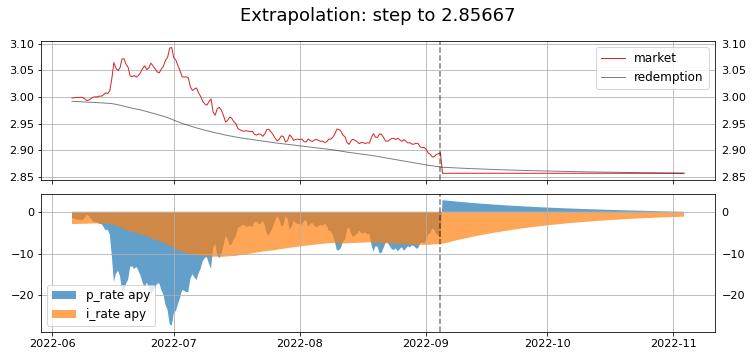 Extrapolation: step to 2.85667
3.10 3.10
3.05 3.05
3.00 3.00
2.95 2.95
2.90 2.90
2.85 2.85
market
redemption
0 0
−10 −10
−20 −20
p_rate apy
i_rate apy
2022-06 2022-07 2022-08 2022-09 2022-10 2022-11